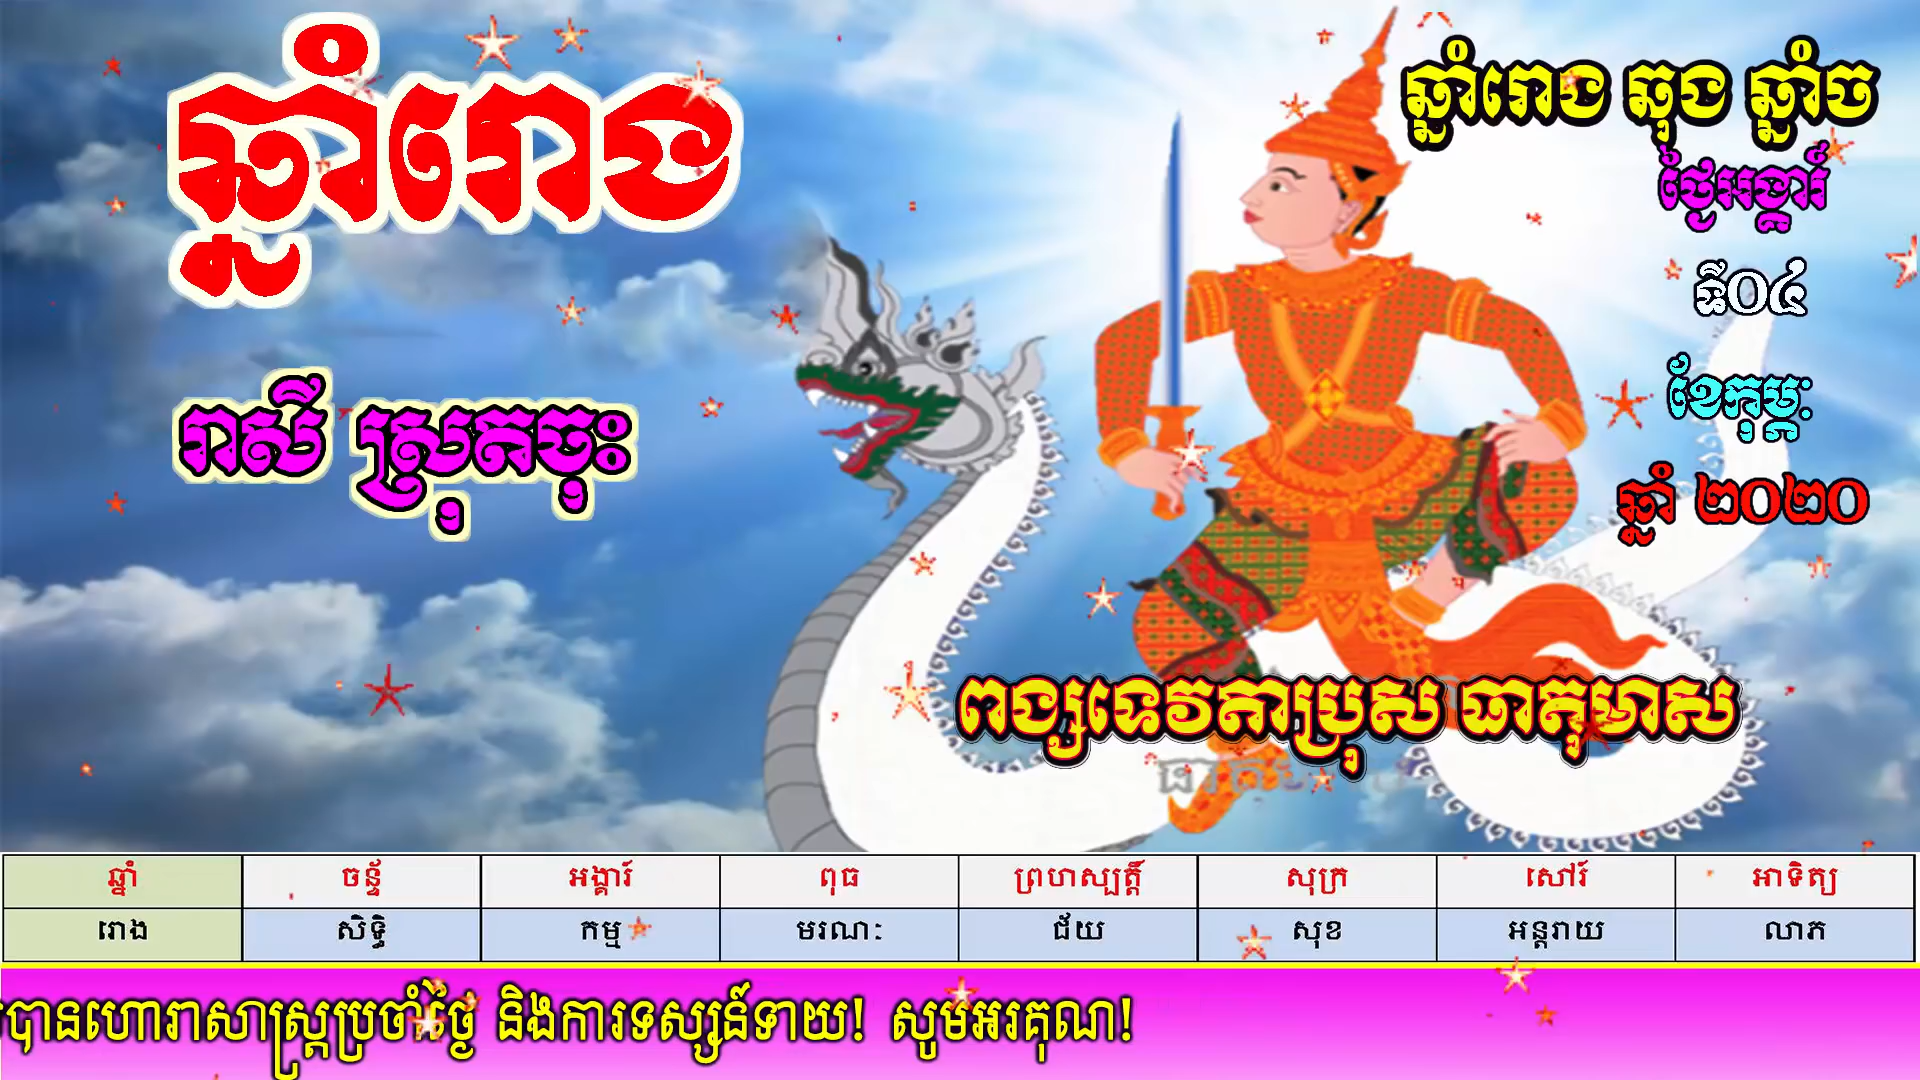 ឆ្នាំរោង
រាសី ស្រុតចុះ
ឆ្នាំរោង ឆុង ឆ្នាំច
ថ្ងៃអង្គារ៍
ទី០៤
ខែកុម្ភៈ
ឆ្នាំ ២០២០
ពង្សទេវតាប្រុស ធាតុមាស
ឆ្នាំ ចន្ទ័ អង្គារ៍ ពុធ ព្រហស្បត្តិ៍ សុក្រ សៅរ៍ អាទិត្យ
រោង សិទ្ធិ កម្ម មរណៈ ជ័យ សុខ អន្តរាយ លាភ
បានហោរាសាស្ត្រប្រចាំថ្ងៃ និងការទស្សន៍ទាយ! សូមអរគុណ!